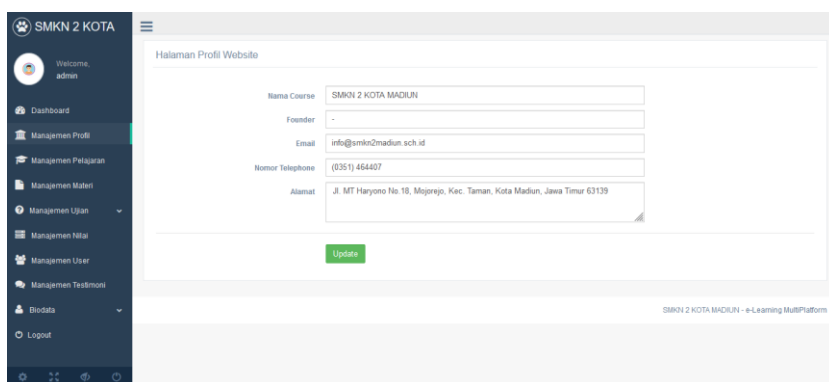 SMKN 2 KOTA
Welcome,
admin
Dashboard
Manajemen Profil
Manajemen Pelajaran
Manajemen Materi
Manajemen Ujian
Manajemen Nilai
Manajemen User
Manajemen Testimoni
Biodata
Logout
Halaman Profil Website
Nama Course SMKN 2 KOTA MADIUN
Founder -
Email info@smkn2madiun.sch.id
Nomor Telephone (0351) 464407
Alamat Jl. MT Haryono No.18, Mojorejo, Kec. Taman, Kota Madiun, Jawa Timur 63139
Update
SMKN 2 KOTA MADIUN - e-Learning MultiPlatform